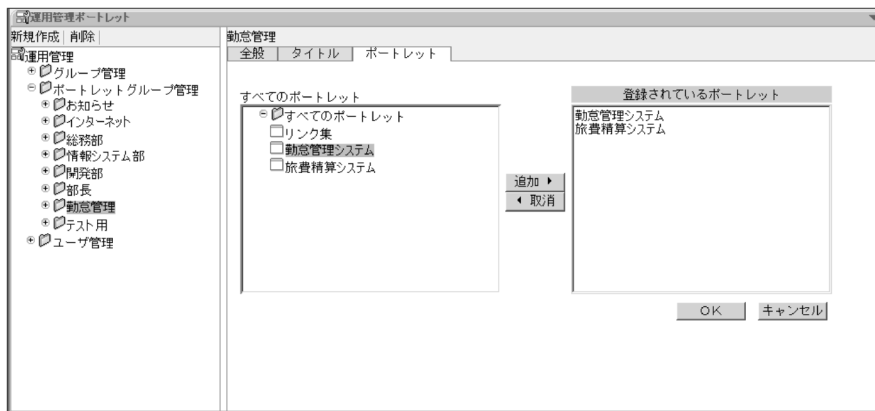 運用管理ポートレット
新規作成 削除
運用管理
グループ管理
ポートレットグループ管理
お知らせ
インターネット
総務部
情報システム部
開発部
部長
勤怠管理
テスト用
ユーザ管理
勤怠管理
全般 タイトル ポートレット
すべてのポートレット
すべてのポートレット
リンク集
勤怠管理システム
旅費精算システム
追加
取消
登録されているポートレット
勤怠管理システム
旅費精算システム
OK キャンセル